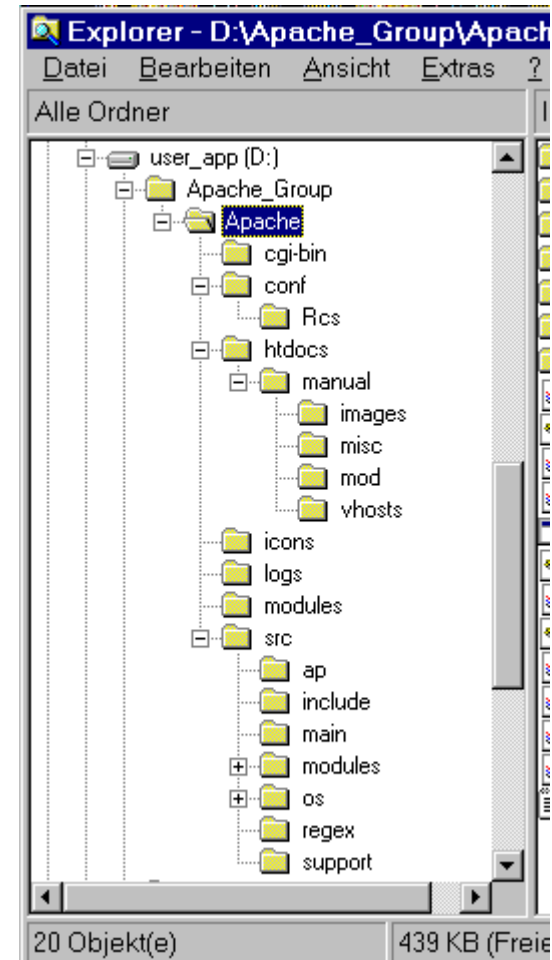 Explorer - D:\Apache_Group\Apach
Datei Bearbeiten Ansicht Extras ?
Alle Ordner
user_app (D:)
Apache_Group
Apache
cgi-bin
conf
Rcs
htdocs
manual
images
misc
mod
vhosts
icons
logs
modules
src
ap
include
main
modules
os
regex
support
20 Objekt(e) 439 KB (Freie